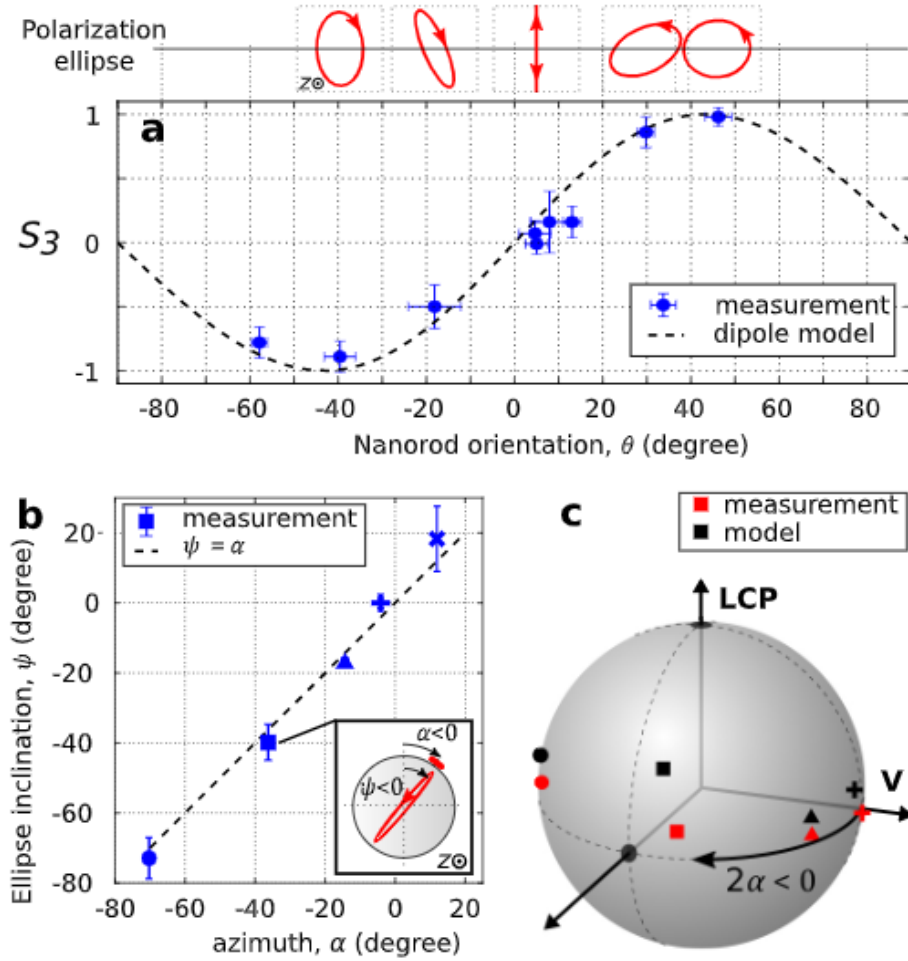 Polarization
ellipse
z⊙
a
1
0
-1
S3
measurement
dipole model
-80 -60 -40 -20 0 20 40 60 80
Nanorod orientation, θ (degree)
b
measurement
ψ = α
20
0
-20
-40
-60
-80
Ellipse inclination, ψ (degree)
α<0
ψ<0
z⊙
-80 -60 -40 -20 0 20
azimuth, α (degree)
c
measurement
model
LCP
V
2α < 0